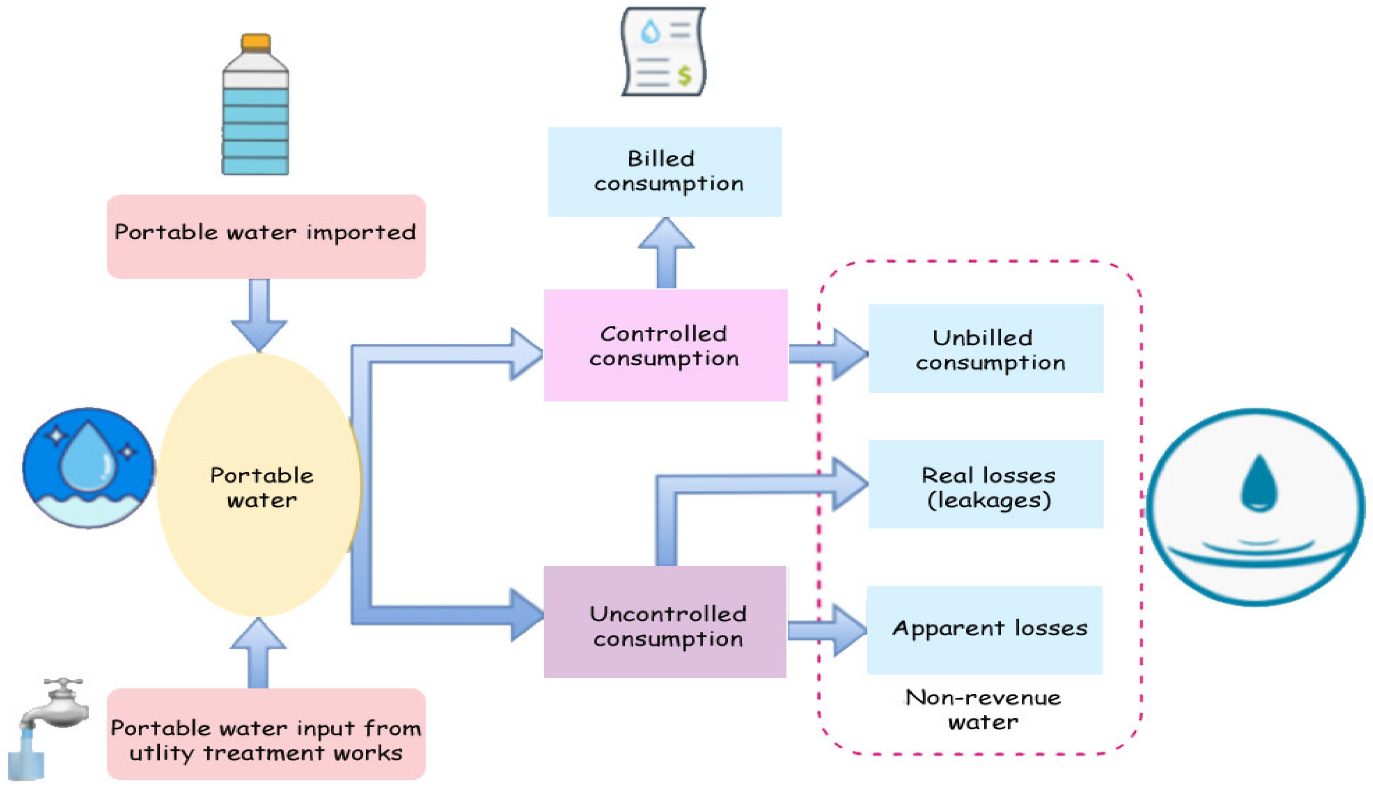 Billed
consumption
Portable water imported
Controlled
consumption
Unbilled
consumption
Portable
water
Real losses
(leakages)
Uncontrolled
consumption
Apparent losses
Non-revenue
water
Portable water input from
utlity treatment works
$